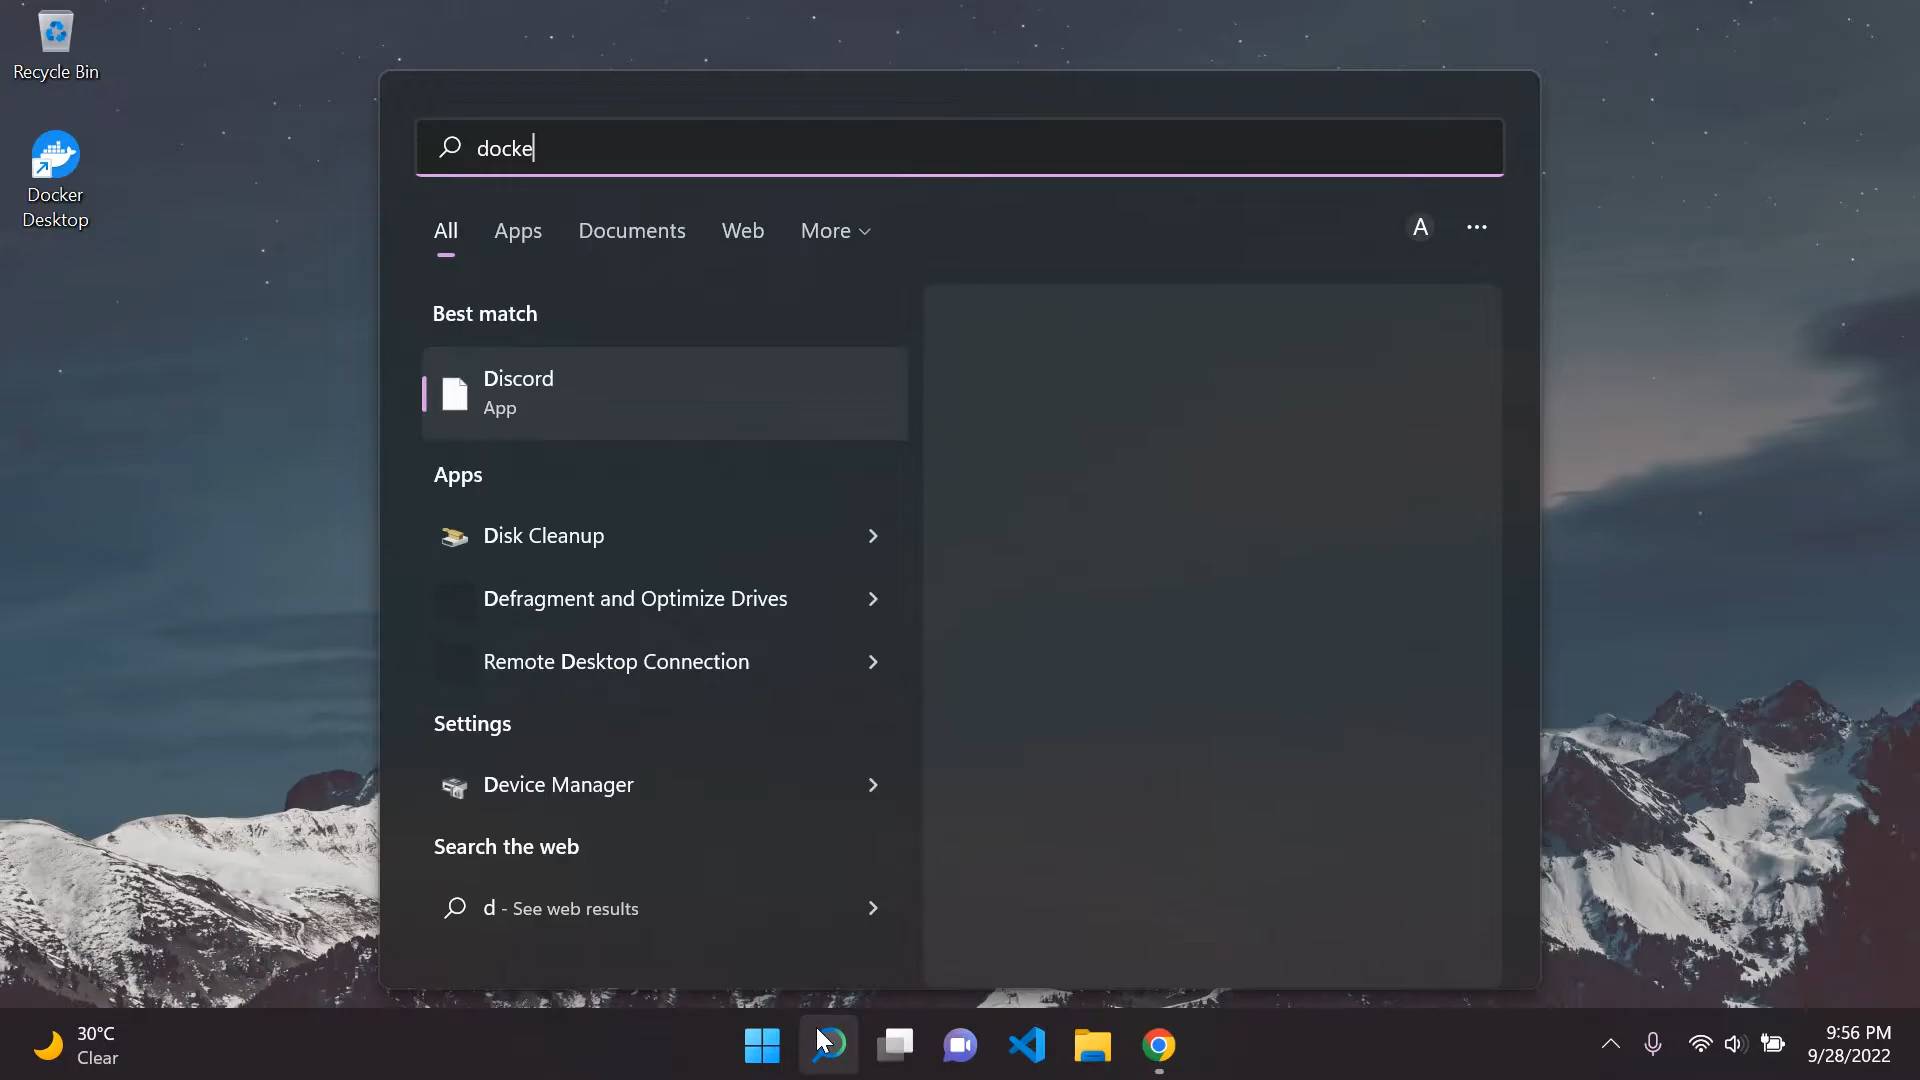 Recycle Bin
Docker
Desktop
docke
All Apps Documents Web More
A
Best match
Discord
App
Apps
Disk Cleanup
Defragment and Optimize Drives
Remote Desktop Connection
Settings
Device Manager
Search the web
d - See web results
30°C
Clear
9:56 PM
9/28/2022